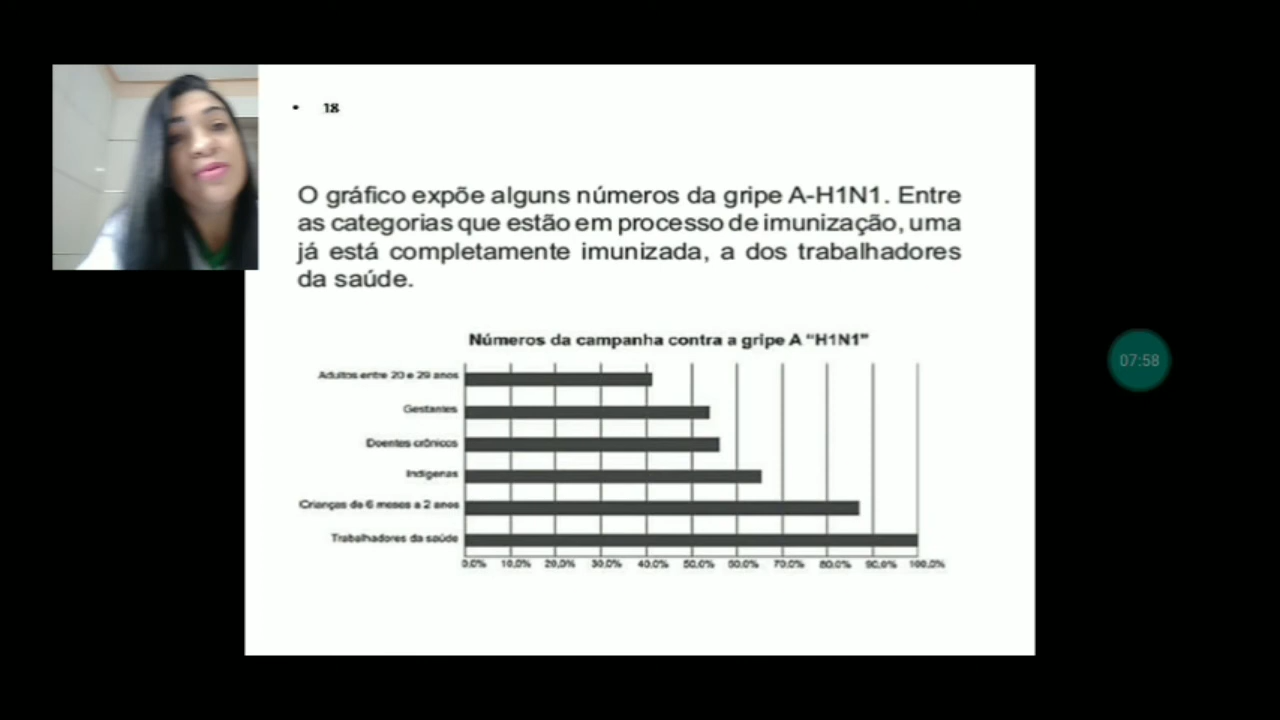 • 18
O gráfico expõe alguns números da gripe A-H1N1. Entre
as categorias que estão em processo de imunização, uma
já está completamente imunizada, a dos trabalhadores
da saúde.
Números da campanha contra a gripe A “H1N1”
Adultos entre 20 e 29 anos
Gestantes
Doentes crônicos
Indígenas
Crianças de 6 meses a 2 anos
Trabalhadores da saúde
0,0% 10,0% 20,0% 30,0% 40,0% 50,0% 60,0% 70,0% 80,0% 90,0% 100,0%
07:58